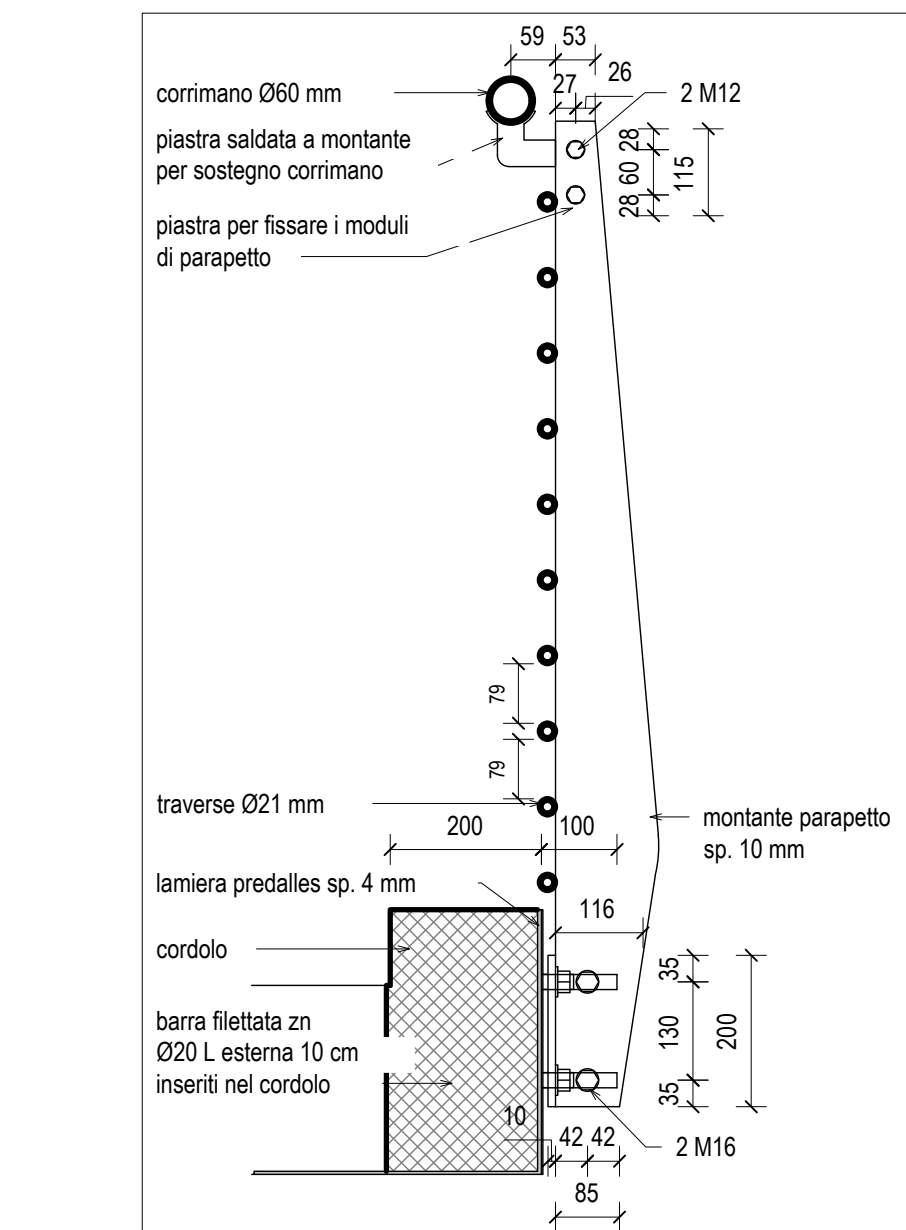 59 53
27 26
corrimano Ø60 mm
2 M12
piastra saldata a montante
per sostegno corrimano
28
60
28
115
piastra per fissare i moduli
di parapetto
79
79
traverse Ø21 mm
200 100
montante parapetto
sp. 10 mm
lamiera predalles sp. 4 mm
116
cordolo
35
130
35
200
barra filettata zn
Ø20 L esterna 10 cm
inseriti nel cordolo
10
42 42
2 M16
85